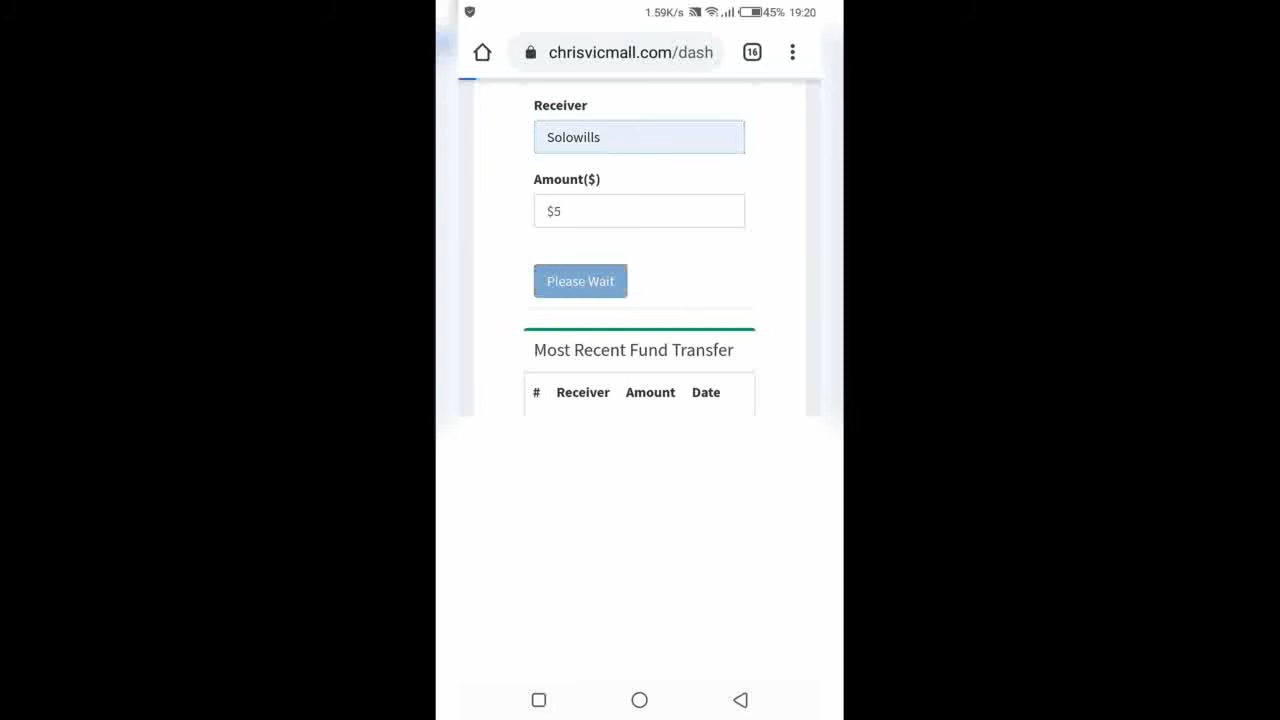 1.59K/s 45% 19:20
chrisvicmall.com/dash 16
Receiver
Solowills
Amount($)
$5
Please Wait
Most Recent Fund Transfer
# Receiver Amount Date